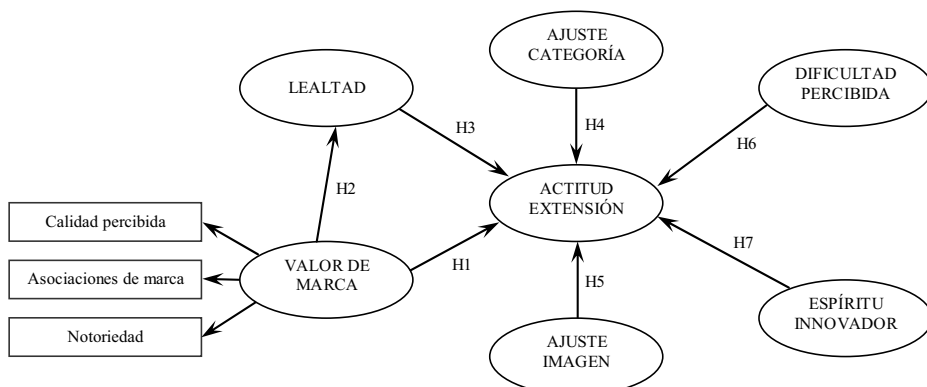 AJUSTE
CATEGORÍA
LEALTAD
DIFICULTAD
PERCIBIDA
H3
H4
H6
H2
ACTITUD
EXTENSIÓN
Calidad percibida
Asociaciones de marca
Notoriedad
VALOR DE
MARCA
H1
H5
H7
ESPÍRITU
INNOVADOR
AJUSTE
IMAGEN